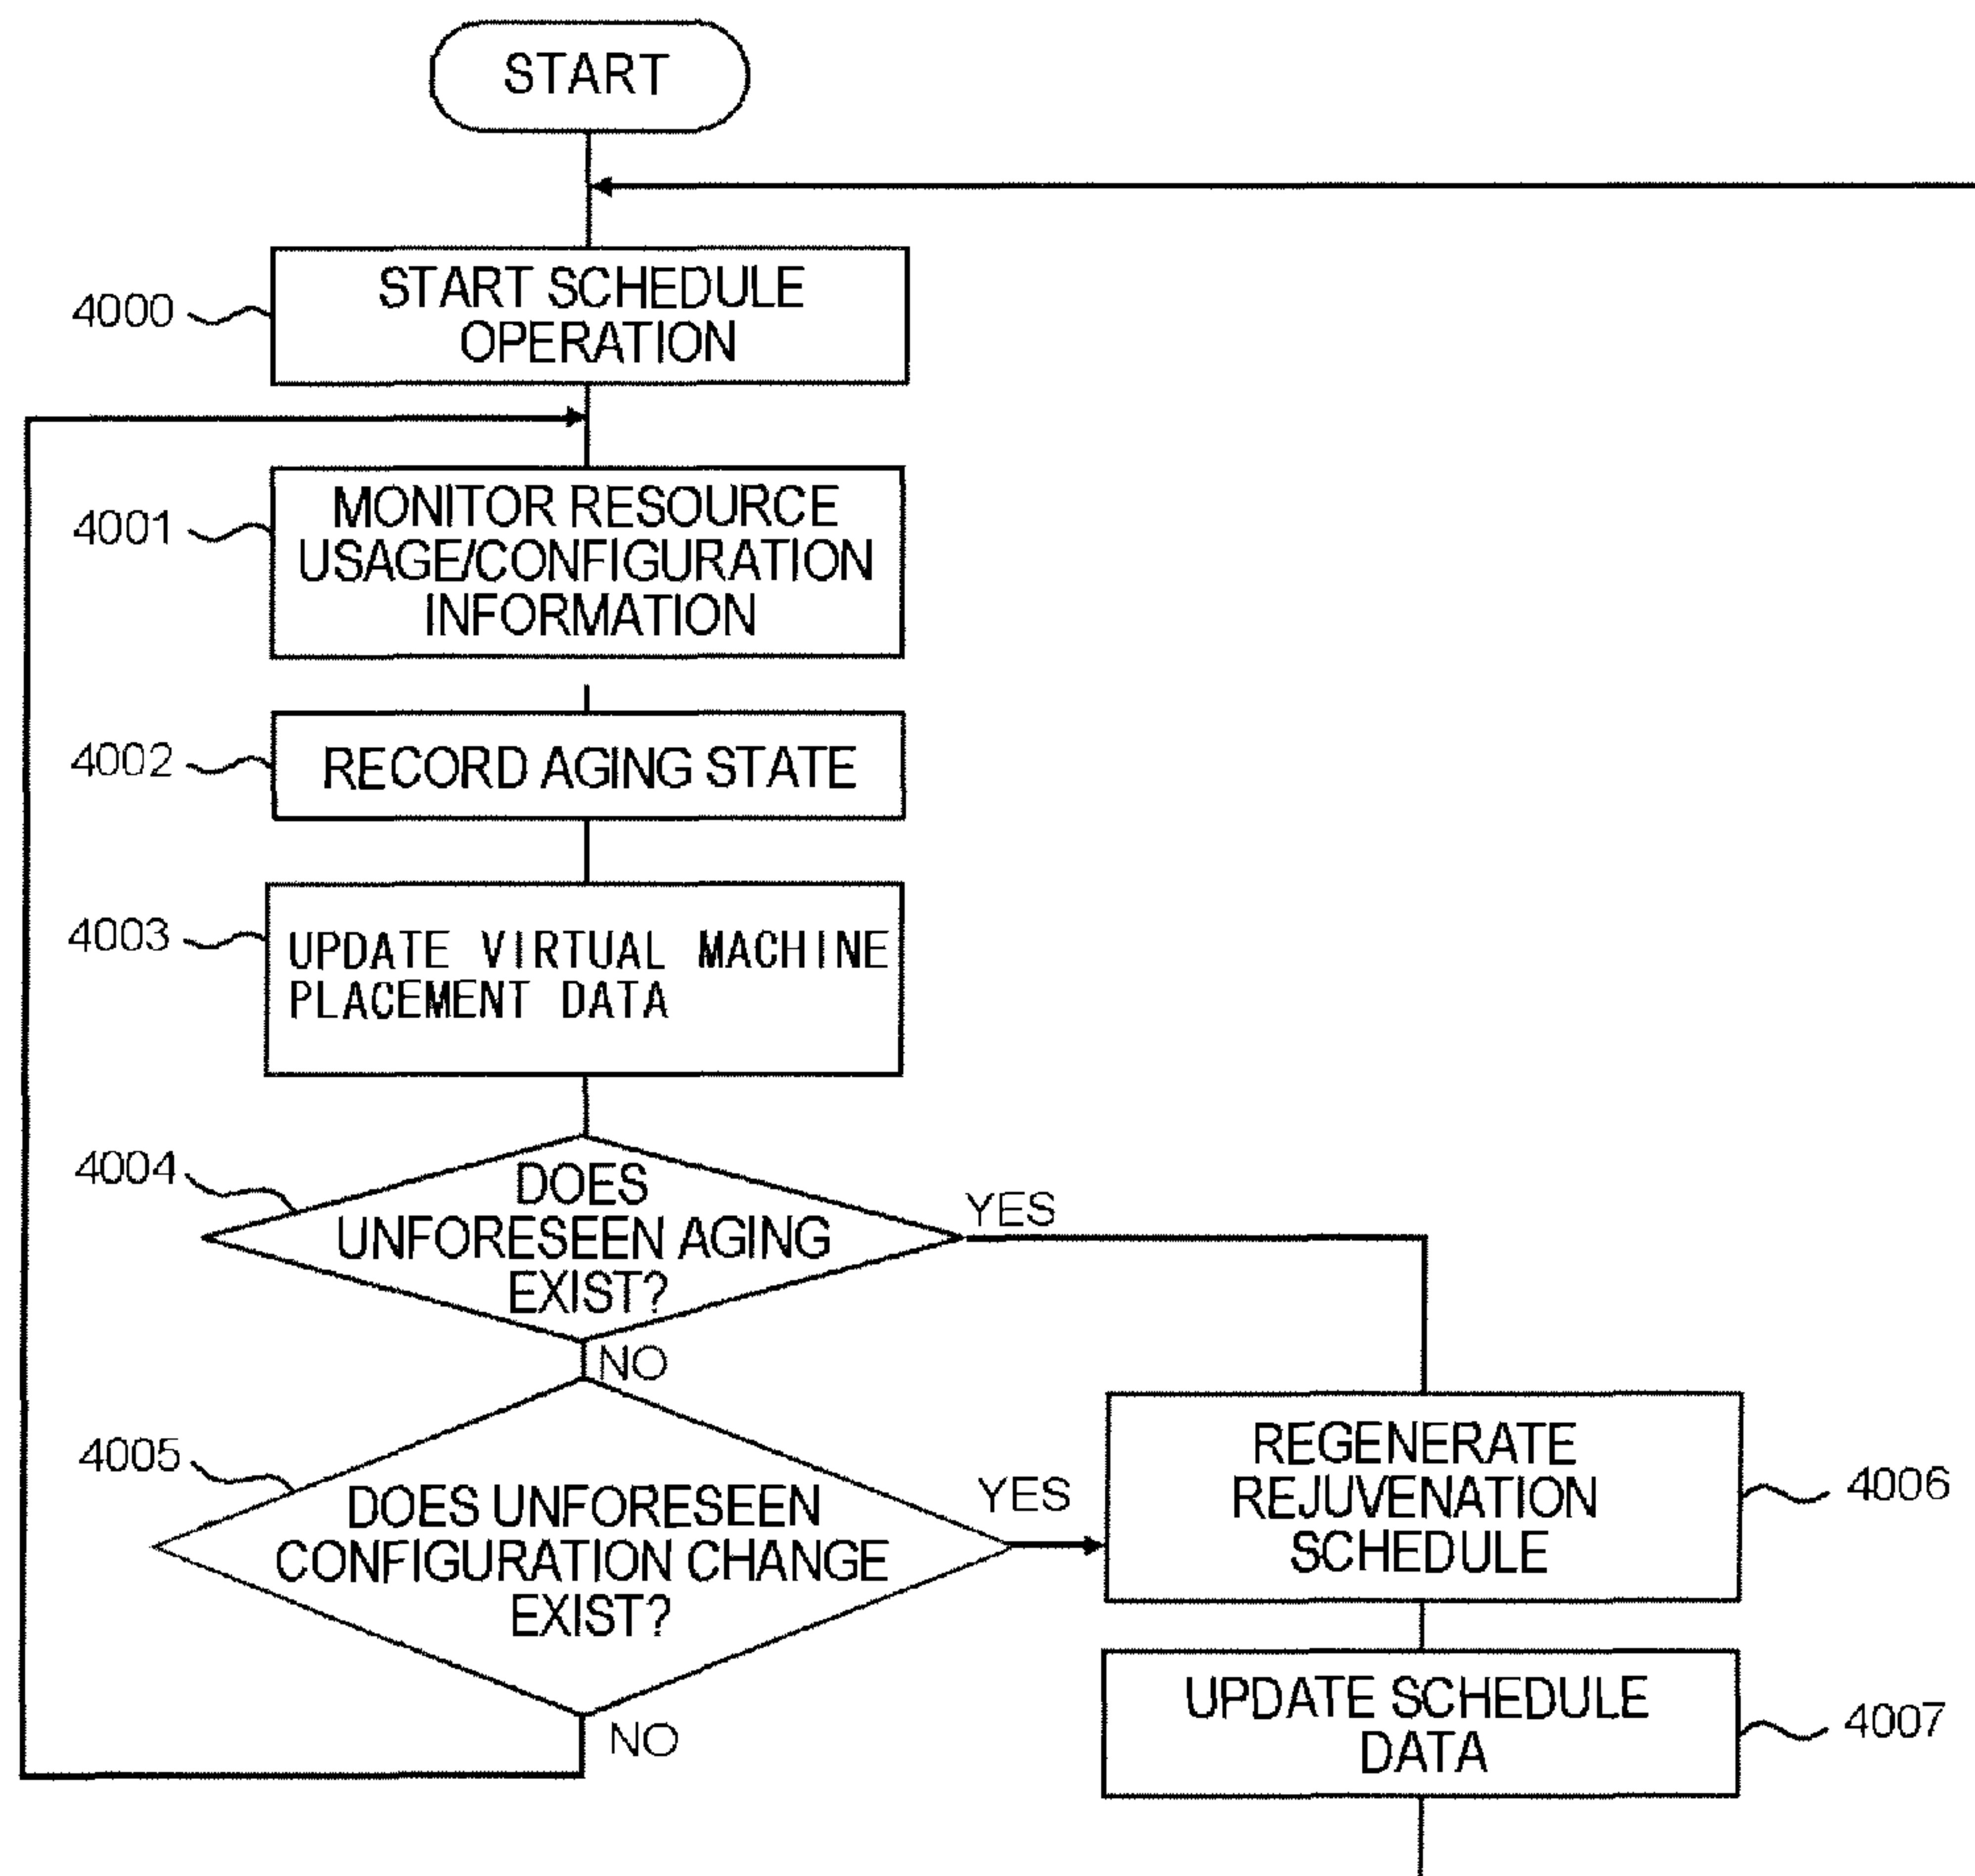 START
START SCHEDULE
OPERATION
4000
MONITOR RESOURCE
USAGE/CONFIGURATION
INFORMATION
4001
RECORD AGING STATE
4002
UPDATE VIRTUAL MACHINE
PLACEMENT DATA
4003
DOES
UNFORESEEN AGING
EXIST?
4004
YES
NO
DOES UNFORESEEN
CONFIGURATION CHANGE
EXIST?
4005
YES
NO
REGENERATE
REJUVENATION
SCHEDULE
4006
UPDATE SCHEDULE
DATA
4007